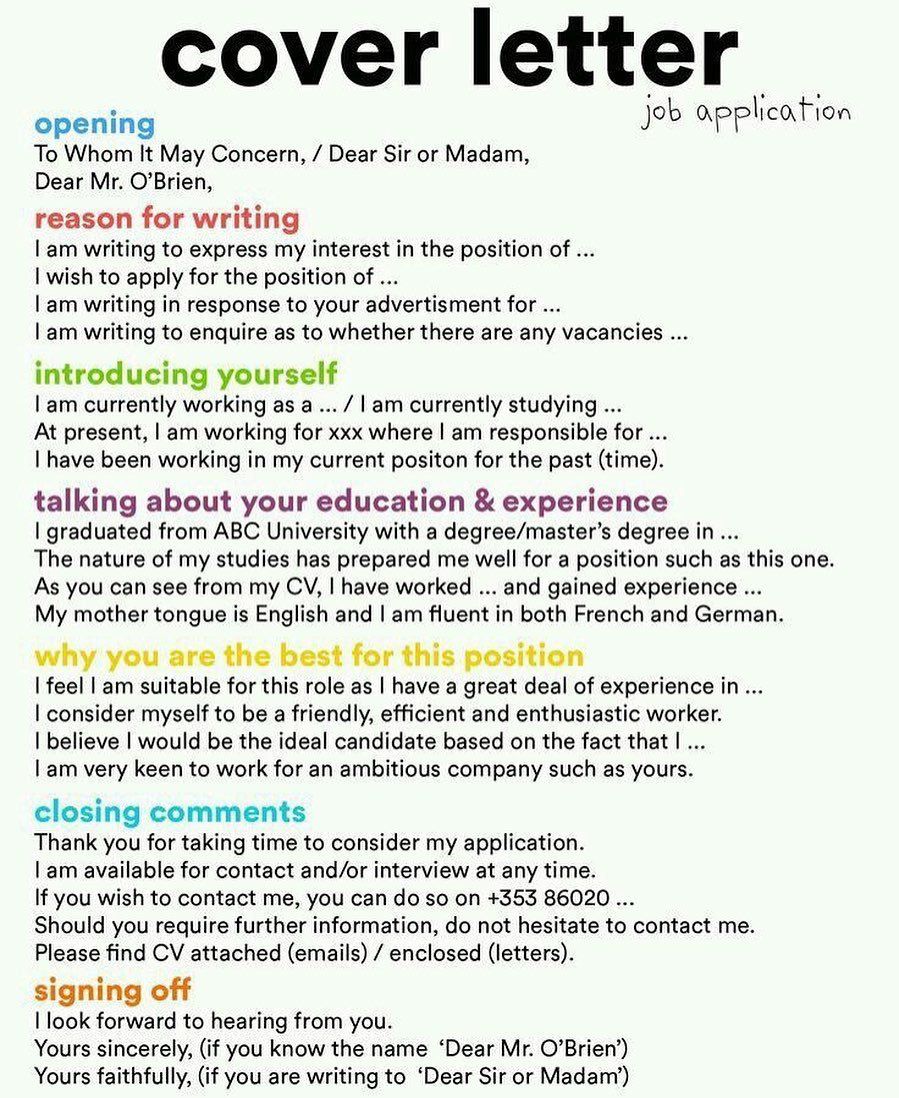 cover letter
job application
opening
To Whom It May Concern, / Dear Sir or Madam,
Dear Mr. O’Brien,
reason for writing
I am writing to express my interest in the position of ...
I wish to apply for the position of ...
I am writing in response to your advertisment for ...
I am writing to enquire as to whether there are any vacancies ...
introducing yourself
I am currently working as a ... / I am currently studying ...
At present, I am working for xxx where I am responsible for ...
I have been working in my current positon for the past (time).
talking about your education & experience
I graduated from ABC University with a degree/master’s degree in ...
The nature of my studies has prepared me well for a position such as this one.
As you can see from my CV, I have worked ... and gained experience ...
My mother tongue is English and I am fluent in both French and German.
why you are the best for this position
I feel I am suitable for this role as I have a great deal of experience in ...
I consider myself to be a friendly, efficient and enthusiastic worker.
I believe I would be the ideal candidate based on the fact that I ...
I am very keen to work for an ambitious company such as yours.
closing comments
Thank you for taking time to consider my application.
I am available for contact and/or interview at any time.
If you wish to contact me, you can do so on +353 86020 ...
Should you require further information, do not hesitate to contact me.
Please find CV attached (emails) / enclosed (letters).
signing off
I look forward to hearing from you.
Yours sincerely, (if you know the name ‘Dear Mr. O’Brien’)
Yours faithfully, (if you are writing to ‘Dear Sir or Madam’)